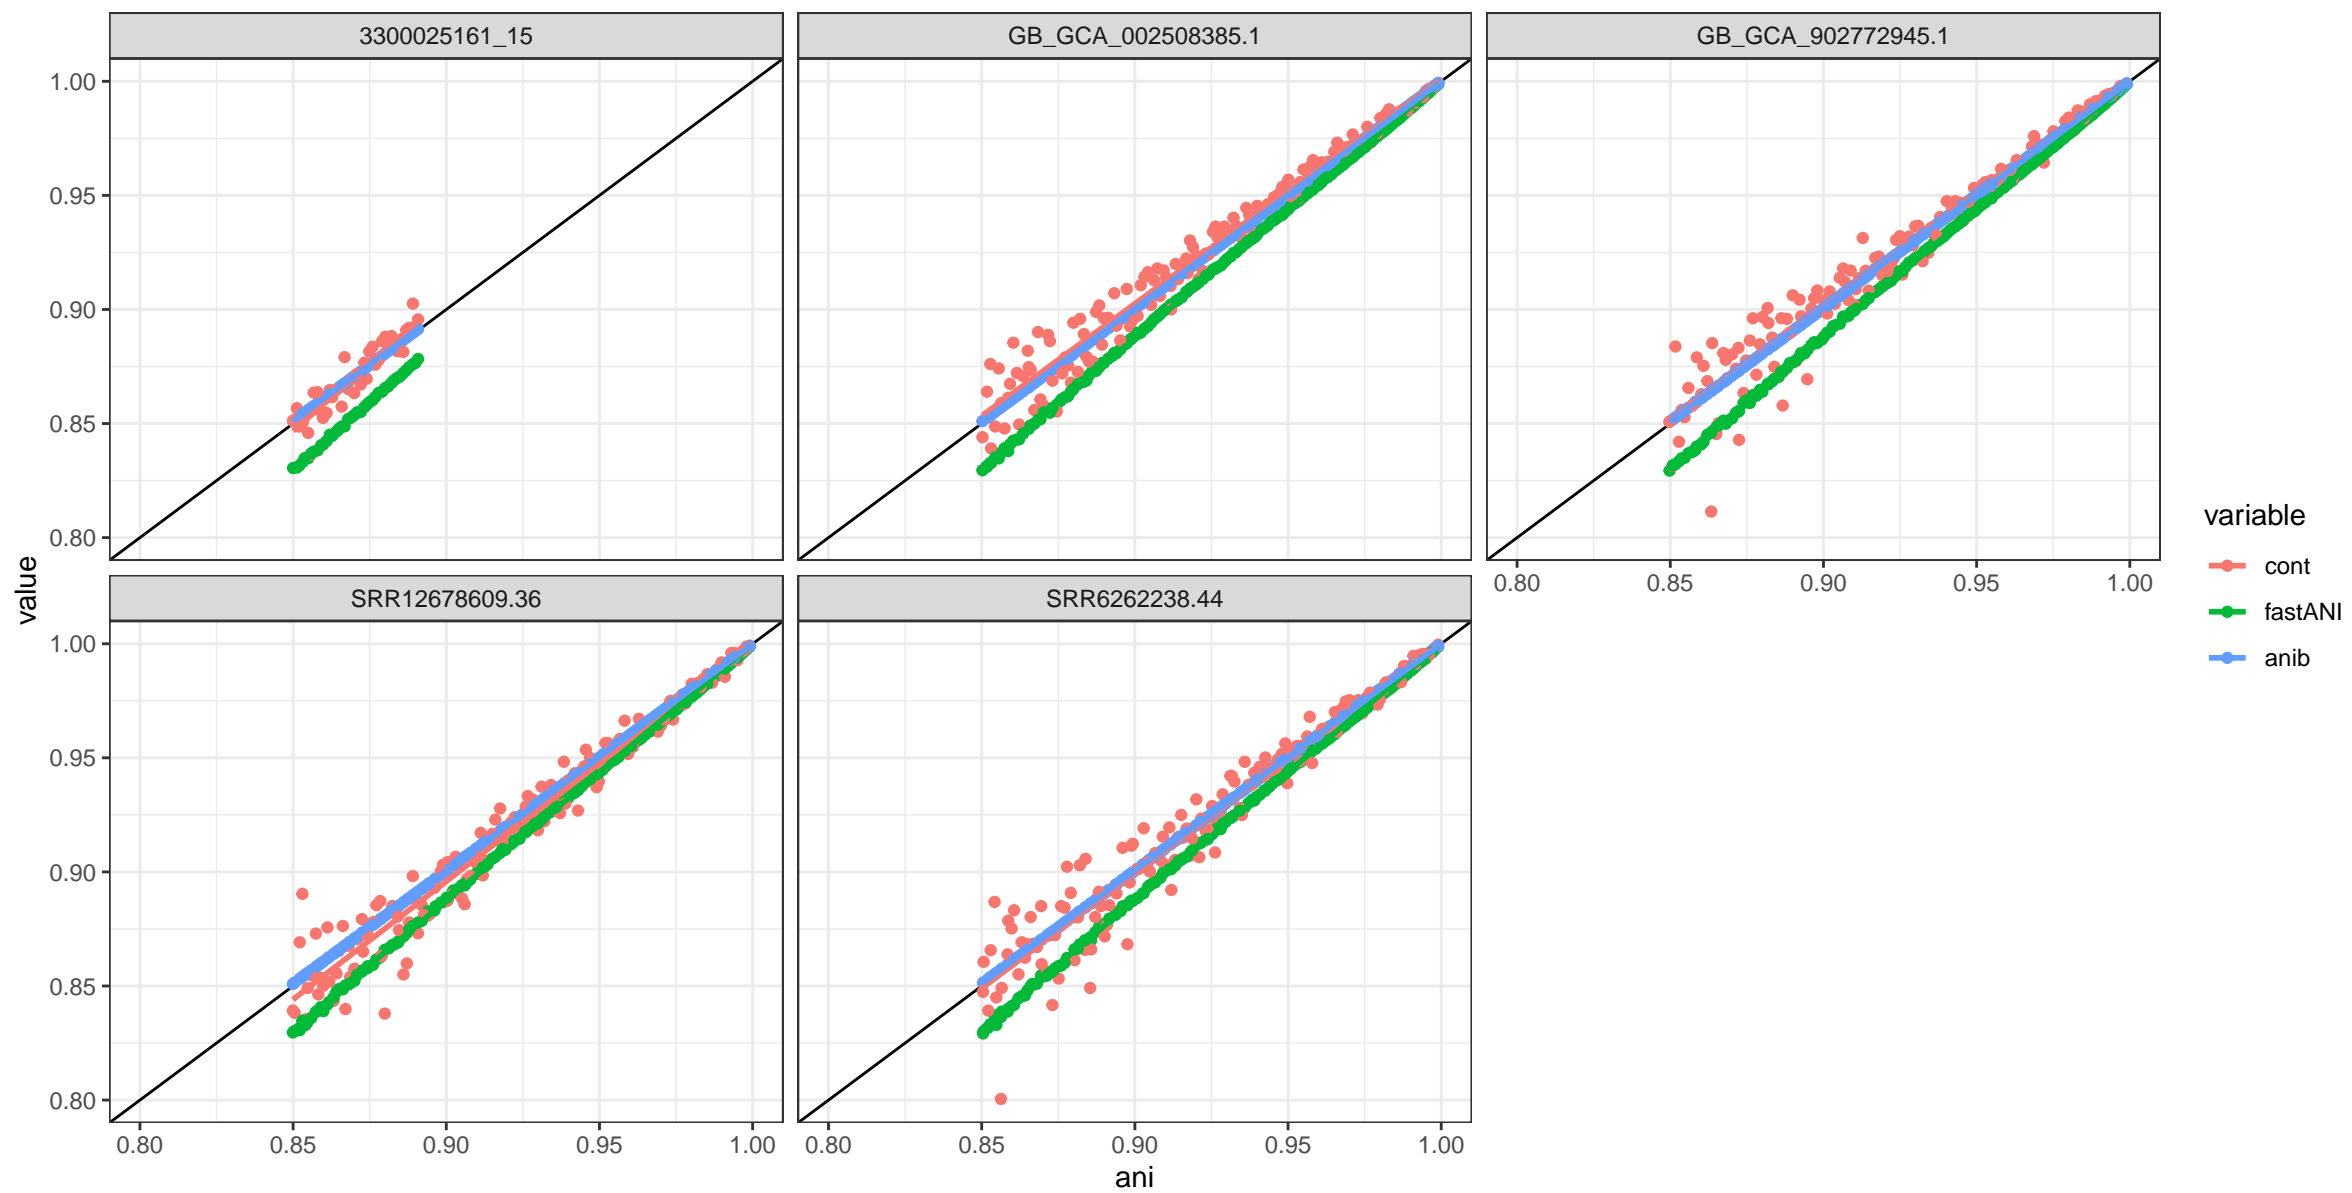 3300025161_15 GB_GCA_002508385.1 GB_GCA_902772945.1
1.00
0.95
0.90
0.85
0.80
0.80 0.85 0.90 0.95 1.00
value
SRR12678609.36 SRR6262238.44
1.00
0.95
0.90
0.85
0.80
0.80 0.85 0.90 0.95 1.00 0.80 0.85 0.90 0.95 1.00
ani
variable
cont
fastANI
anib